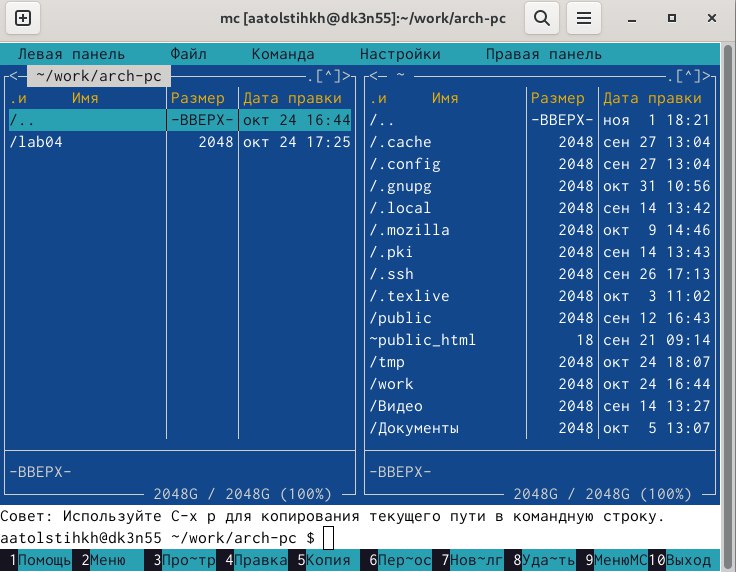 mc [aatolstihkh@dk3n55]:~/work/arch-pc
Левая панель Файл Команда Настройки Правая панель
<─ ~/work/arch-pc .[^]> <─ ~ .[^]>
.и Имя Размер Дата правки .и Имя Размер Дата правки
/.. -ВВЕРХ- окт 24 16:44 /.. -ВВЕРХ- ноя 1 18:21
/lab04 2048 окт 24 17:25 /.cache 2048 сен 27 13:04
/.config 2048 сен 27 13:04
/.gnupg 2048 окт 31 10:56
/.local 2048 сен 14 13:42
/.mozilla 2048 окт 9 14:46
/.pki 2048 сен 14 13:43
/.ssh 2048 сен 26 17:13
/.texlive 2048 окт 3 11:02
/public 2048 сен 12 16:43
~public_html 18 сен 21 09:14
/tmp 2048 окт 24 18:07
/work 2048 окт 24 16:44
/Видео 2048 сен 14 13:27
/Документы 2048 окт 5 13:07
-ВВЕРХ- -ВВЕРХ-
2048G / 2048G (100%) 2048G / 2048G (100%)
Совет: Используйте C-x p для копирования текущего пути в командную строку.
aatolstihkh@dk3n55 ~/work/arch-pc $
1Помощь 2Меню 3Про~тр 4Правка 5Копия 6Пер~ос 7Нов~лг 8Уда~ть 9МенюMC 10Выход